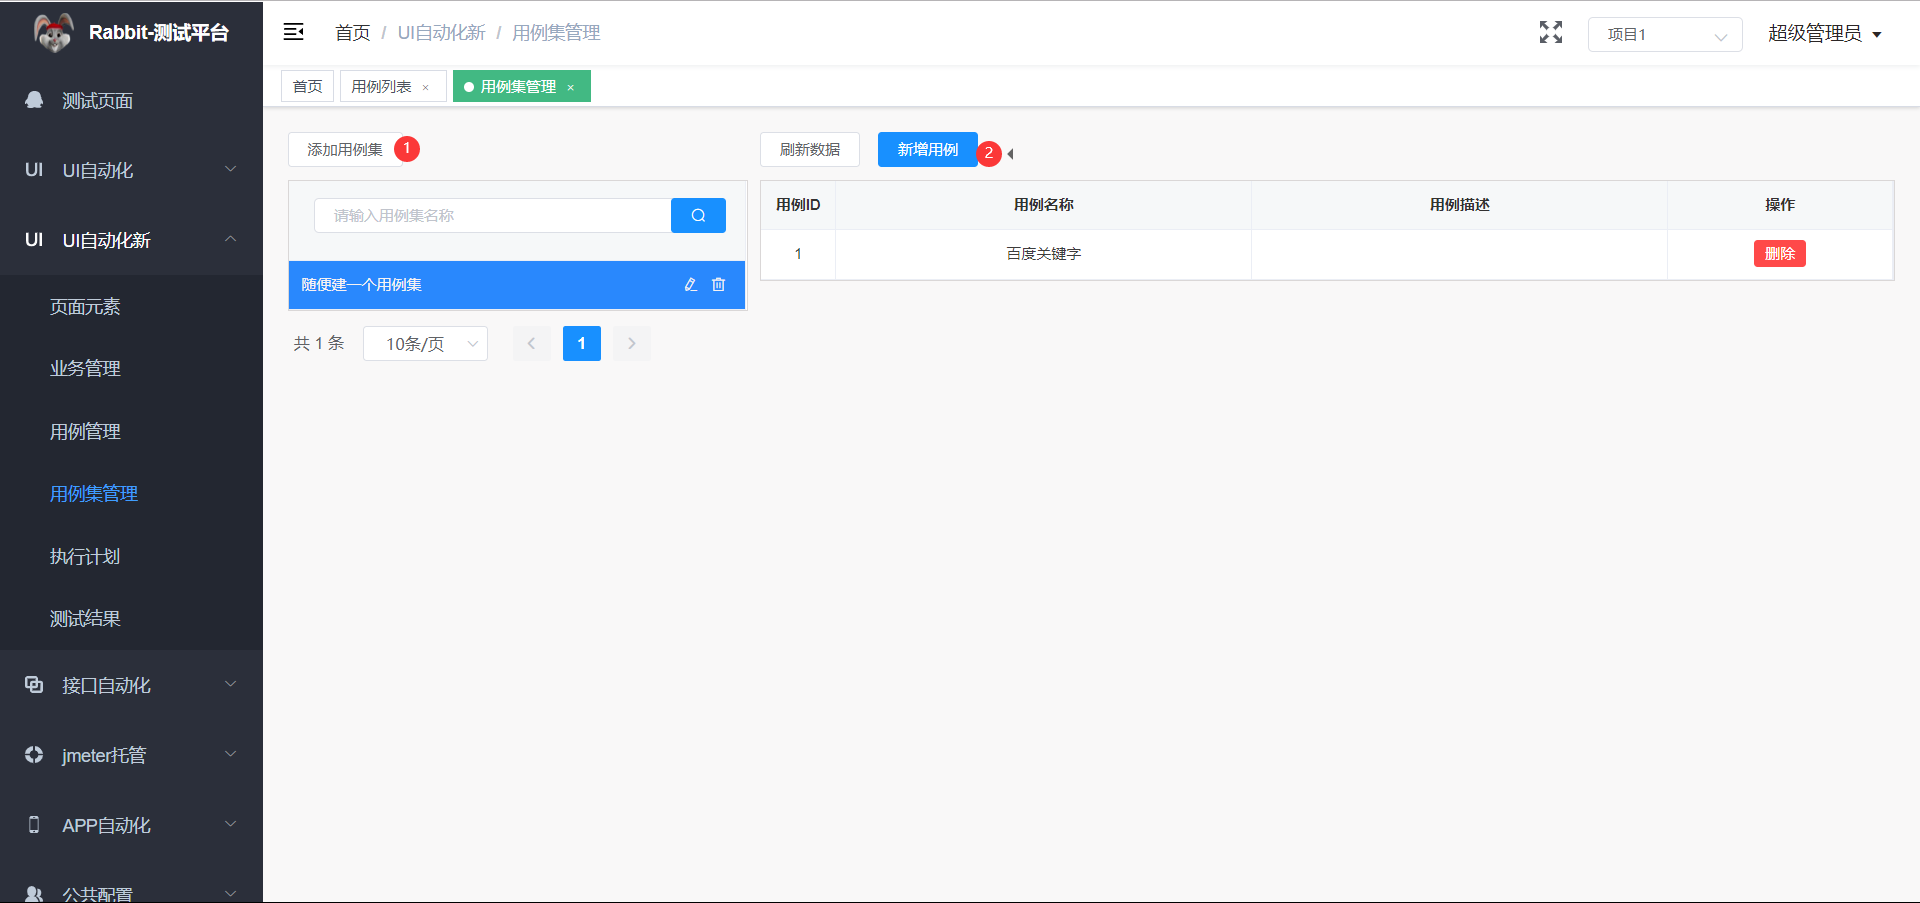 Rabbit-测试平台
测试页面
UI UI自动化
UI UI自动化新
页面元素
业务管理
用例管理
用例集管理
执行计划
测试结果
接口自动化
jmeter托管
APP自动化
公共配置
首页 / UI自动化新 / 用例集管理
项目1
超级管理员
首页
用例列表 ×
用例集管理 ×
添加用例集 1
请输入用例集名称
随便建一个用例集
共 1 条
10条/页
1
刷新数据
新增用例 2
用例ID 用例名称 用例描述 操作
1 百度关键字 删除